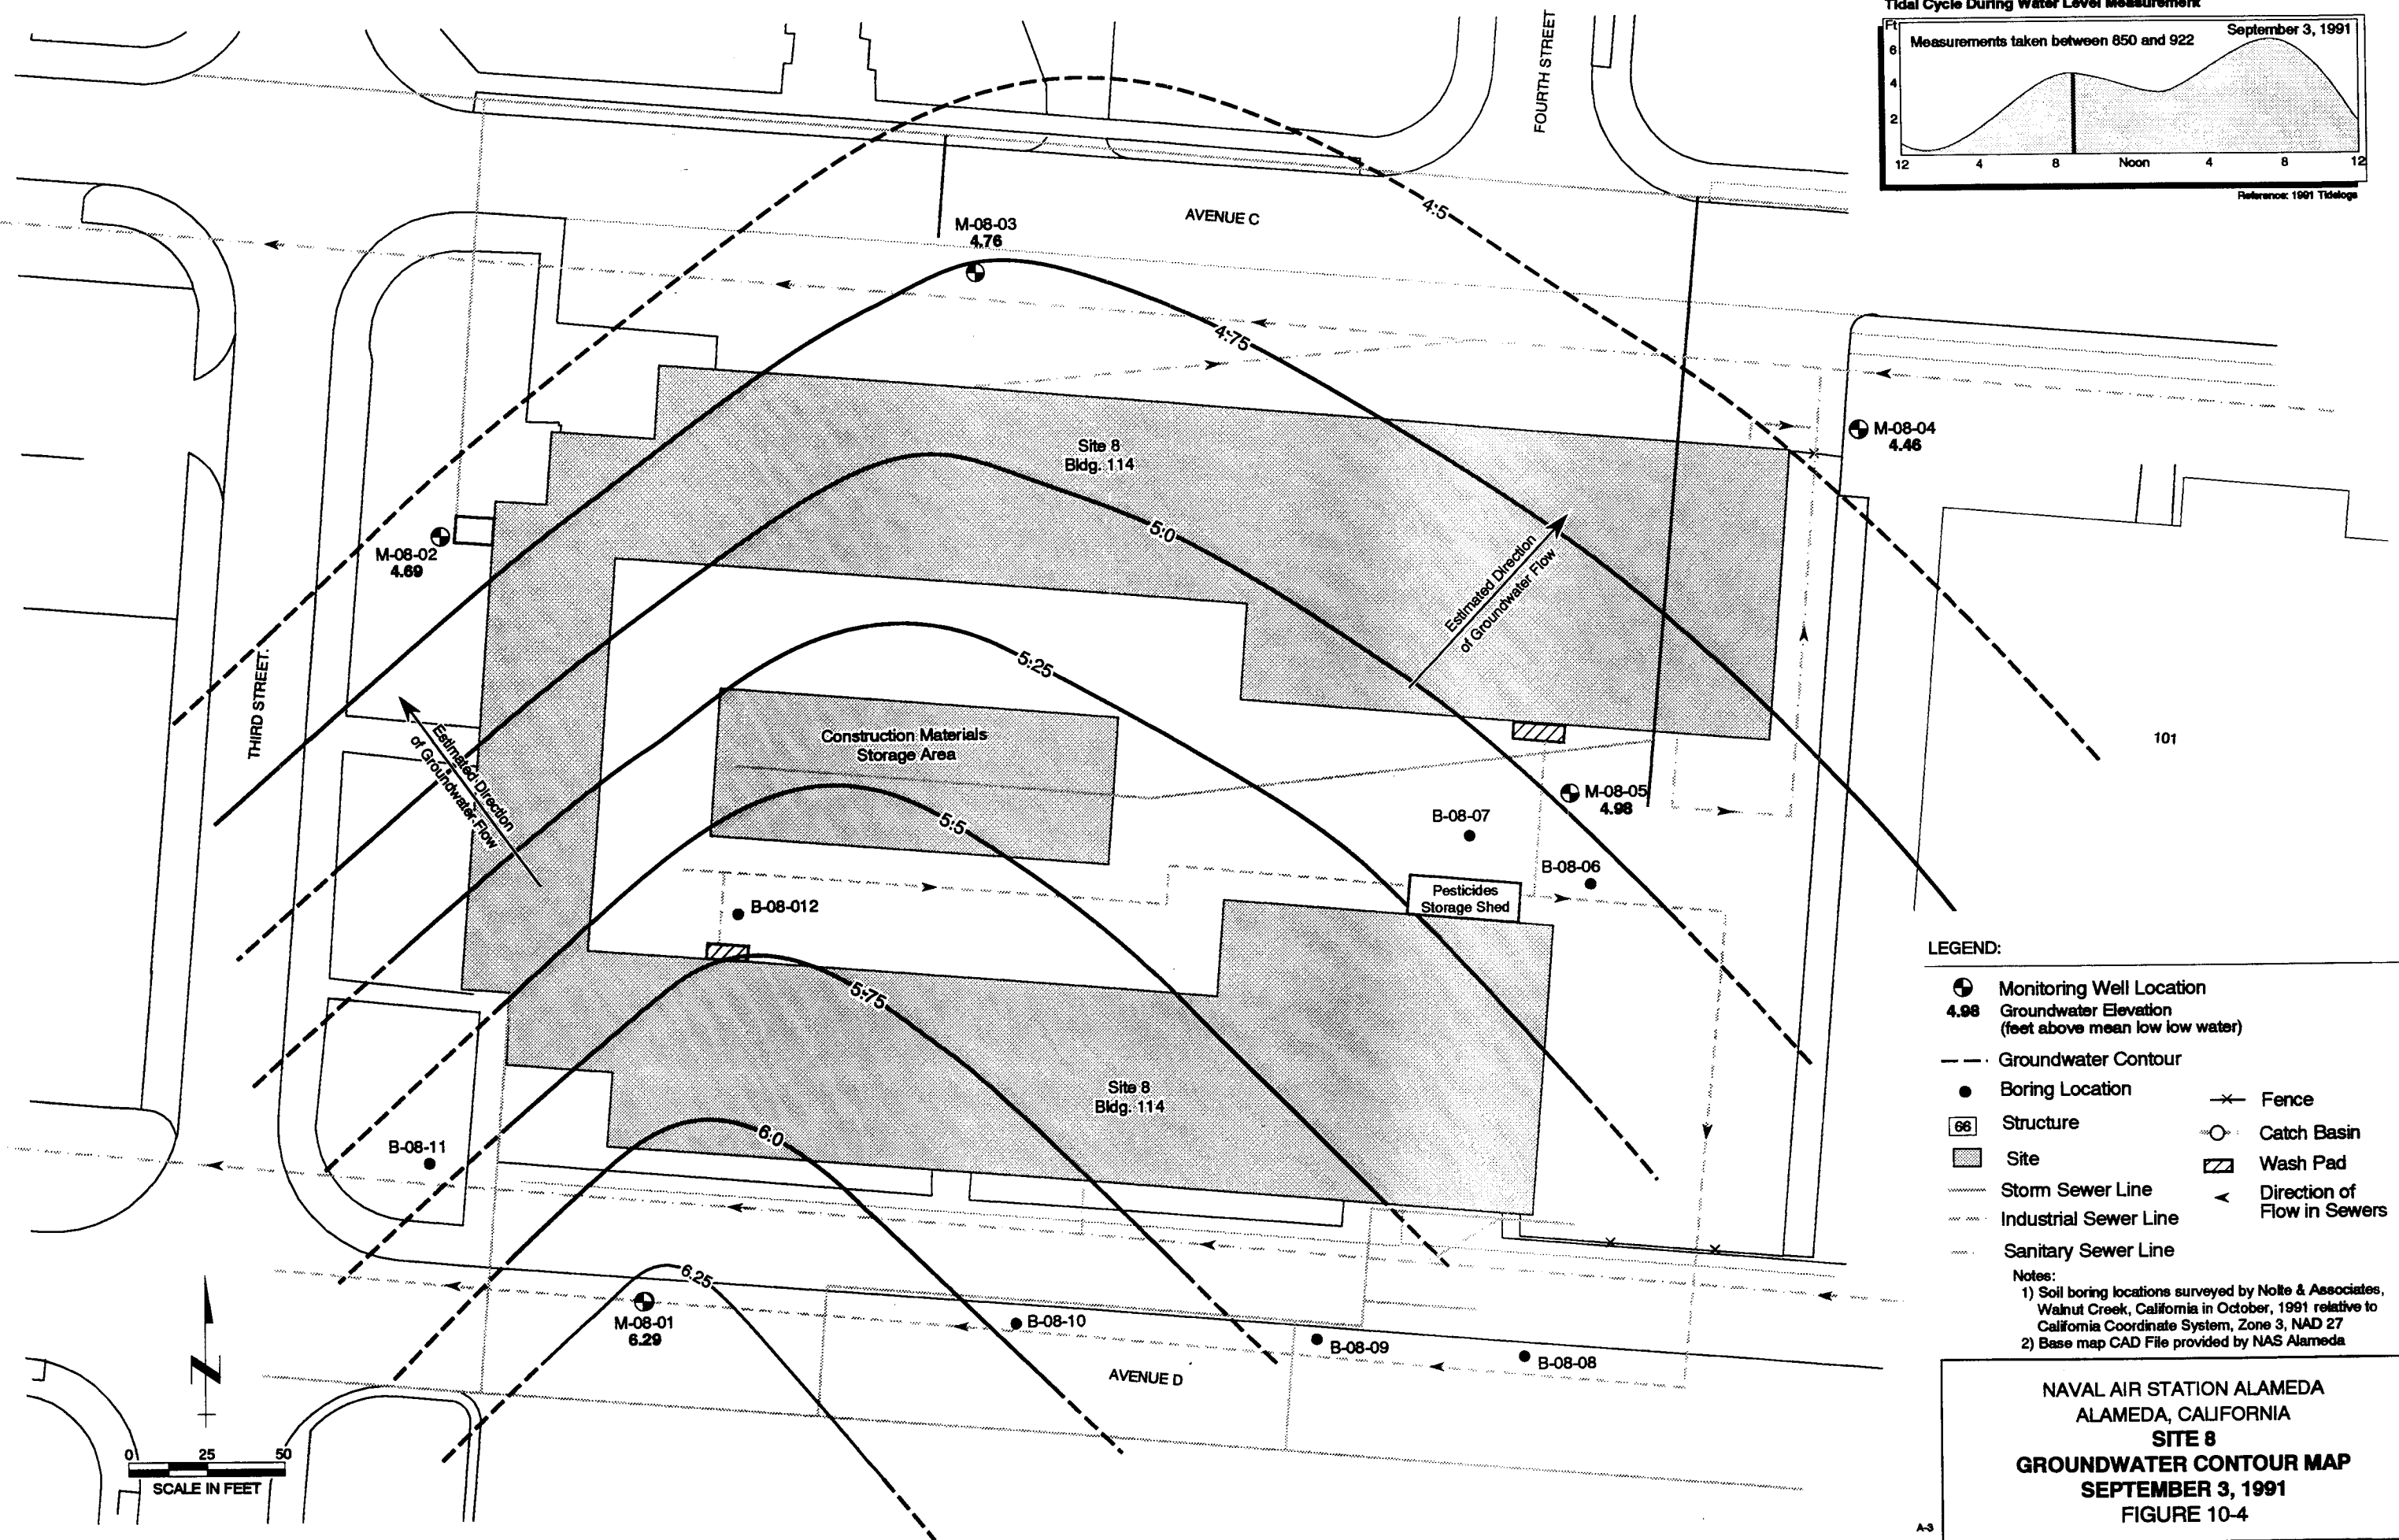 Tidal Cycle During Water Level Measurement
Ft
September 3, 1991
Measurements taken between 850 and 922
6
4
2
12 4 8 Noon 4 8 12
Reference: 1991 Tidelogs
FOURTH STREET
AVENUE C
4.5
M-08-03
4.76
4.75
M-08-04
4.46
Site 8
Bldg. 114
5.0
M-08-02
4.69
Estimated Direction
of Groundwater Flow
THIRD STREET.
5.25
Estimated Direction
of Groundwater Flow
Construction Materials
Storage Area
101
5.5
M-08-05
4.98
B-08-07
B-08-06
Pesticides
Storage Shed
B-08-012
5.75
Site 8
Bldg. 114
6.0
B-08-11
6.25
M-08-01
6.29
B-08-10
B-08-09
B-08-08
AVENUE D
N
0 25 50
SCALE IN FEET
LEGEND:
Monitoring Well Location
4.98 Groundwater Elevation
(feet above mean low low water)
Groundwater Contour
Boring Location
Fence
66 Structure
Catch Basin
Site
Wash Pad
Storm Sewer Line
Direction of
Flow in Sewers
Industrial Sewer Line
Sanitary Sewer Line
Notes:
1) Soil boring locations surveyed by Nolte & Associates,
Walnut Creek, California in October, 1991 relative to
California Coordinate System, Zone 3, NAD 27
2) Base map CAD File provided by NAS Alameda
NAVAL AIR STATION ALAMEDA
ALAMEDA, CALIFORNIA
SITE 8
GROUNDWATER CONTOUR MAP
SEPTEMBER 3, 1991
FIGURE 10-4
A-3